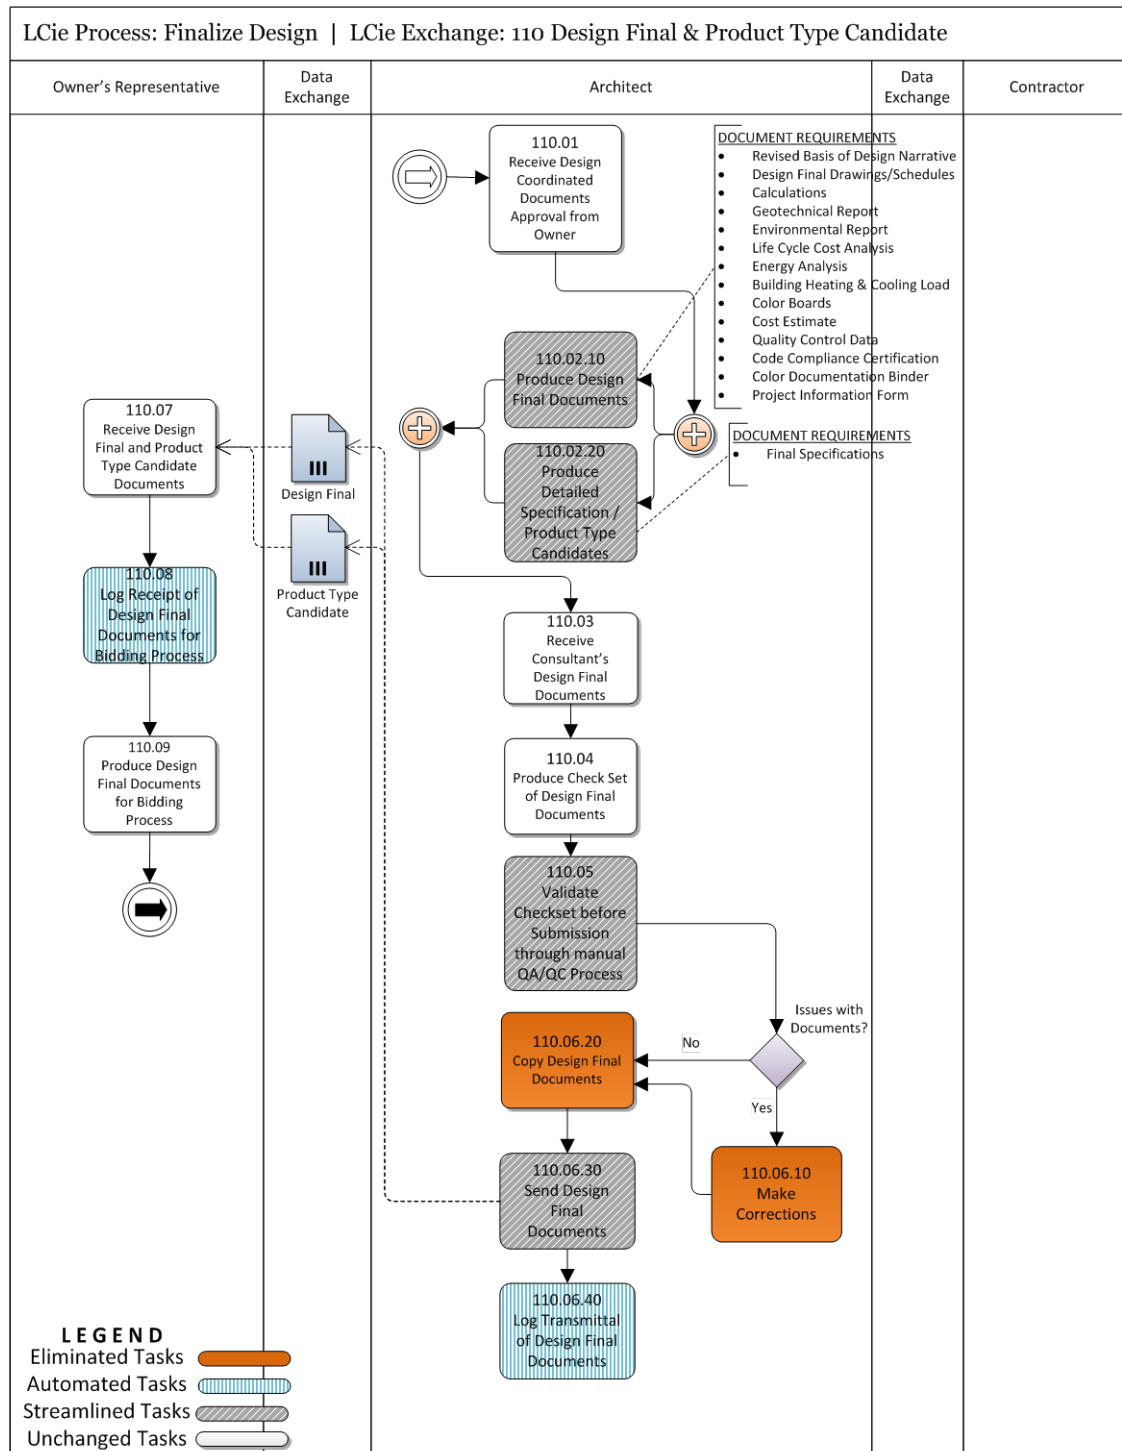 LCie Process: Finalize Design | LCie Exchange: 110 Design Final & Product Type Candidate
Owner's Representative
Data
Exchange
Architect
Data
Exchange
Contractor
110.01
Receive Design
Coordinated
Documents
Approval from
Owner
DOCUMENT REQUIREMENTS
• Revised Basis of Design Narrative
• Design Final Drawings/Schedules
• Calculations
• Geotechnical Report
• Environmental Report
• Life Cycle Cost Analysis
• Energy Analysis
• Building Heating & Cooling Load
• Color Boards
• Cost Estimate
• Quality Control Data
• Code Compliance Certification
• Color Documentation Binder
• Project Information Form
110.02.10
Produce Design
Final Documents
110.02.20
Produce
Detailed
Specification /
Product Type
Candidates
DOCUMENT REQUIREMENTS
• Final Specifications
110.07
Receive Design
Final and Product
Type Candidate
Documents
Design Final
Product Type
Candidate
110.08
Log Receipt of
Design Final
Documents for
Bidding Process
110.03
Receive
Consultant's
Design Final
Documents
110.09
Produce Design
Final Documents
for Bidding
Process
110.04
Produce Check Set
of Design Final
Documents
110.05
Validate
Checkset before
Submission
through manual
QA/QC Process
Issues with
Documents?
No
Yes
110.06.20
Copy Design Final
Documents
110.06.10
Make
Corrections
110.06.30
Send Design
Final
Documents
110.06.40
Log Transmittal
of Design Final
Documents
LEGEND
Eliminated Tasks
Automated Tasks
Streamlined Tasks
Unchanged Tasks